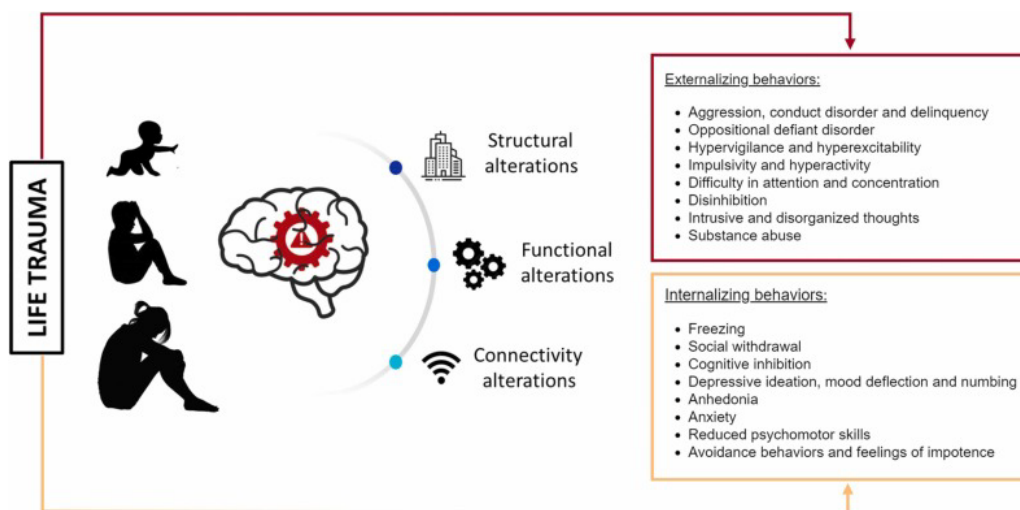 LIFE TRAUMA
Structural
alterations
Functional
alterations
Connectivity
alterations
Externalizing behaviors:
• Aggression, conduct disorder and delinquency
• Oppositional defiant disorder
• Hypervigilance and hyperexcitability
• Impulsivity and hyperactivity
• Difficulty in attention and concentration
• Disinhibition
• Intrusive and disorganized thoughts
• Substance abuse
Internalizing behaviors:
• Freezing
• Social withdrawal
• Cognitive inhibition
• Depressive ideation, mood deflection and numbing
• Anhedonia
• Anxiety
• Reduced psychomotor skills
• Avoidance behaviors and feelings of impotence